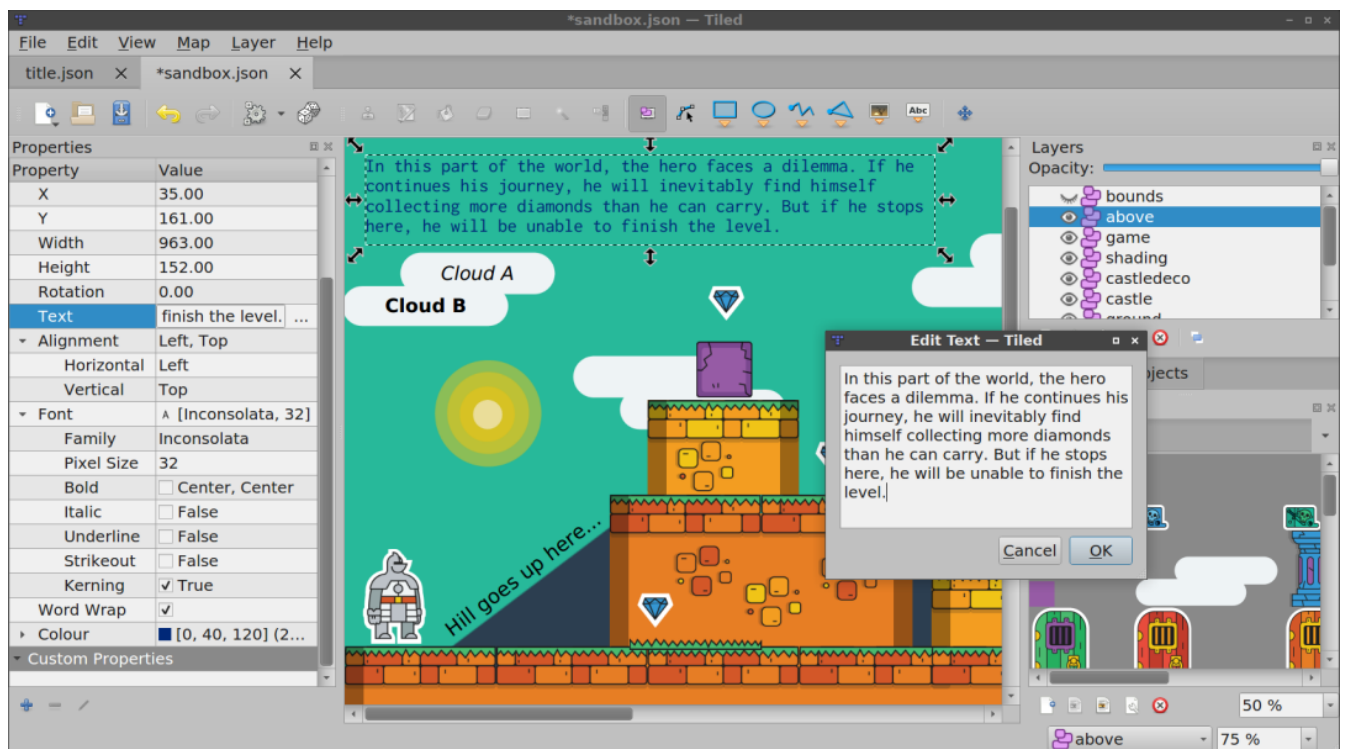 *sandbox.json — Tiled
File Edit View Map Layer Help
title.json *sandbox.json
Abc
Properties
Property Value
X 35.00
Y 161.00
Width 963.00
Height 152.00
Rotation 0.00
Text finish the level. ...
Alignment Left, Top
Horizontal Left
Vertical Top
Font A [Inconsolata, 32]
Family Inconsolata
Pixel Size 32
Bold Center, Center
Italic False
Underline False
Strikeout False
Kerning True
Word Wrap
Colour [0, 40, 120] (2...
Custom Properties
In this part of the world, the hero faces a dilemma. If he
continues his journey, he will inevitably find himself
collecting more diamonds than he can carry. But if he stops
here, he will be unable to finish the level.
Cloud A
Cloud B
Hill goes up here...
Layers
Opacity:
bounds
above
game
shading
castledeco
castle
ground
Edit Text — Tiled
In this part of the world, the hero
faces a dilemma. If he continues his
journey, he will inevitably find
himself collecting more diamonds
than he can carry. But if he stops
here, he will be unable to finish the
level.
Cancel OK
jects
50 %
above 75 %